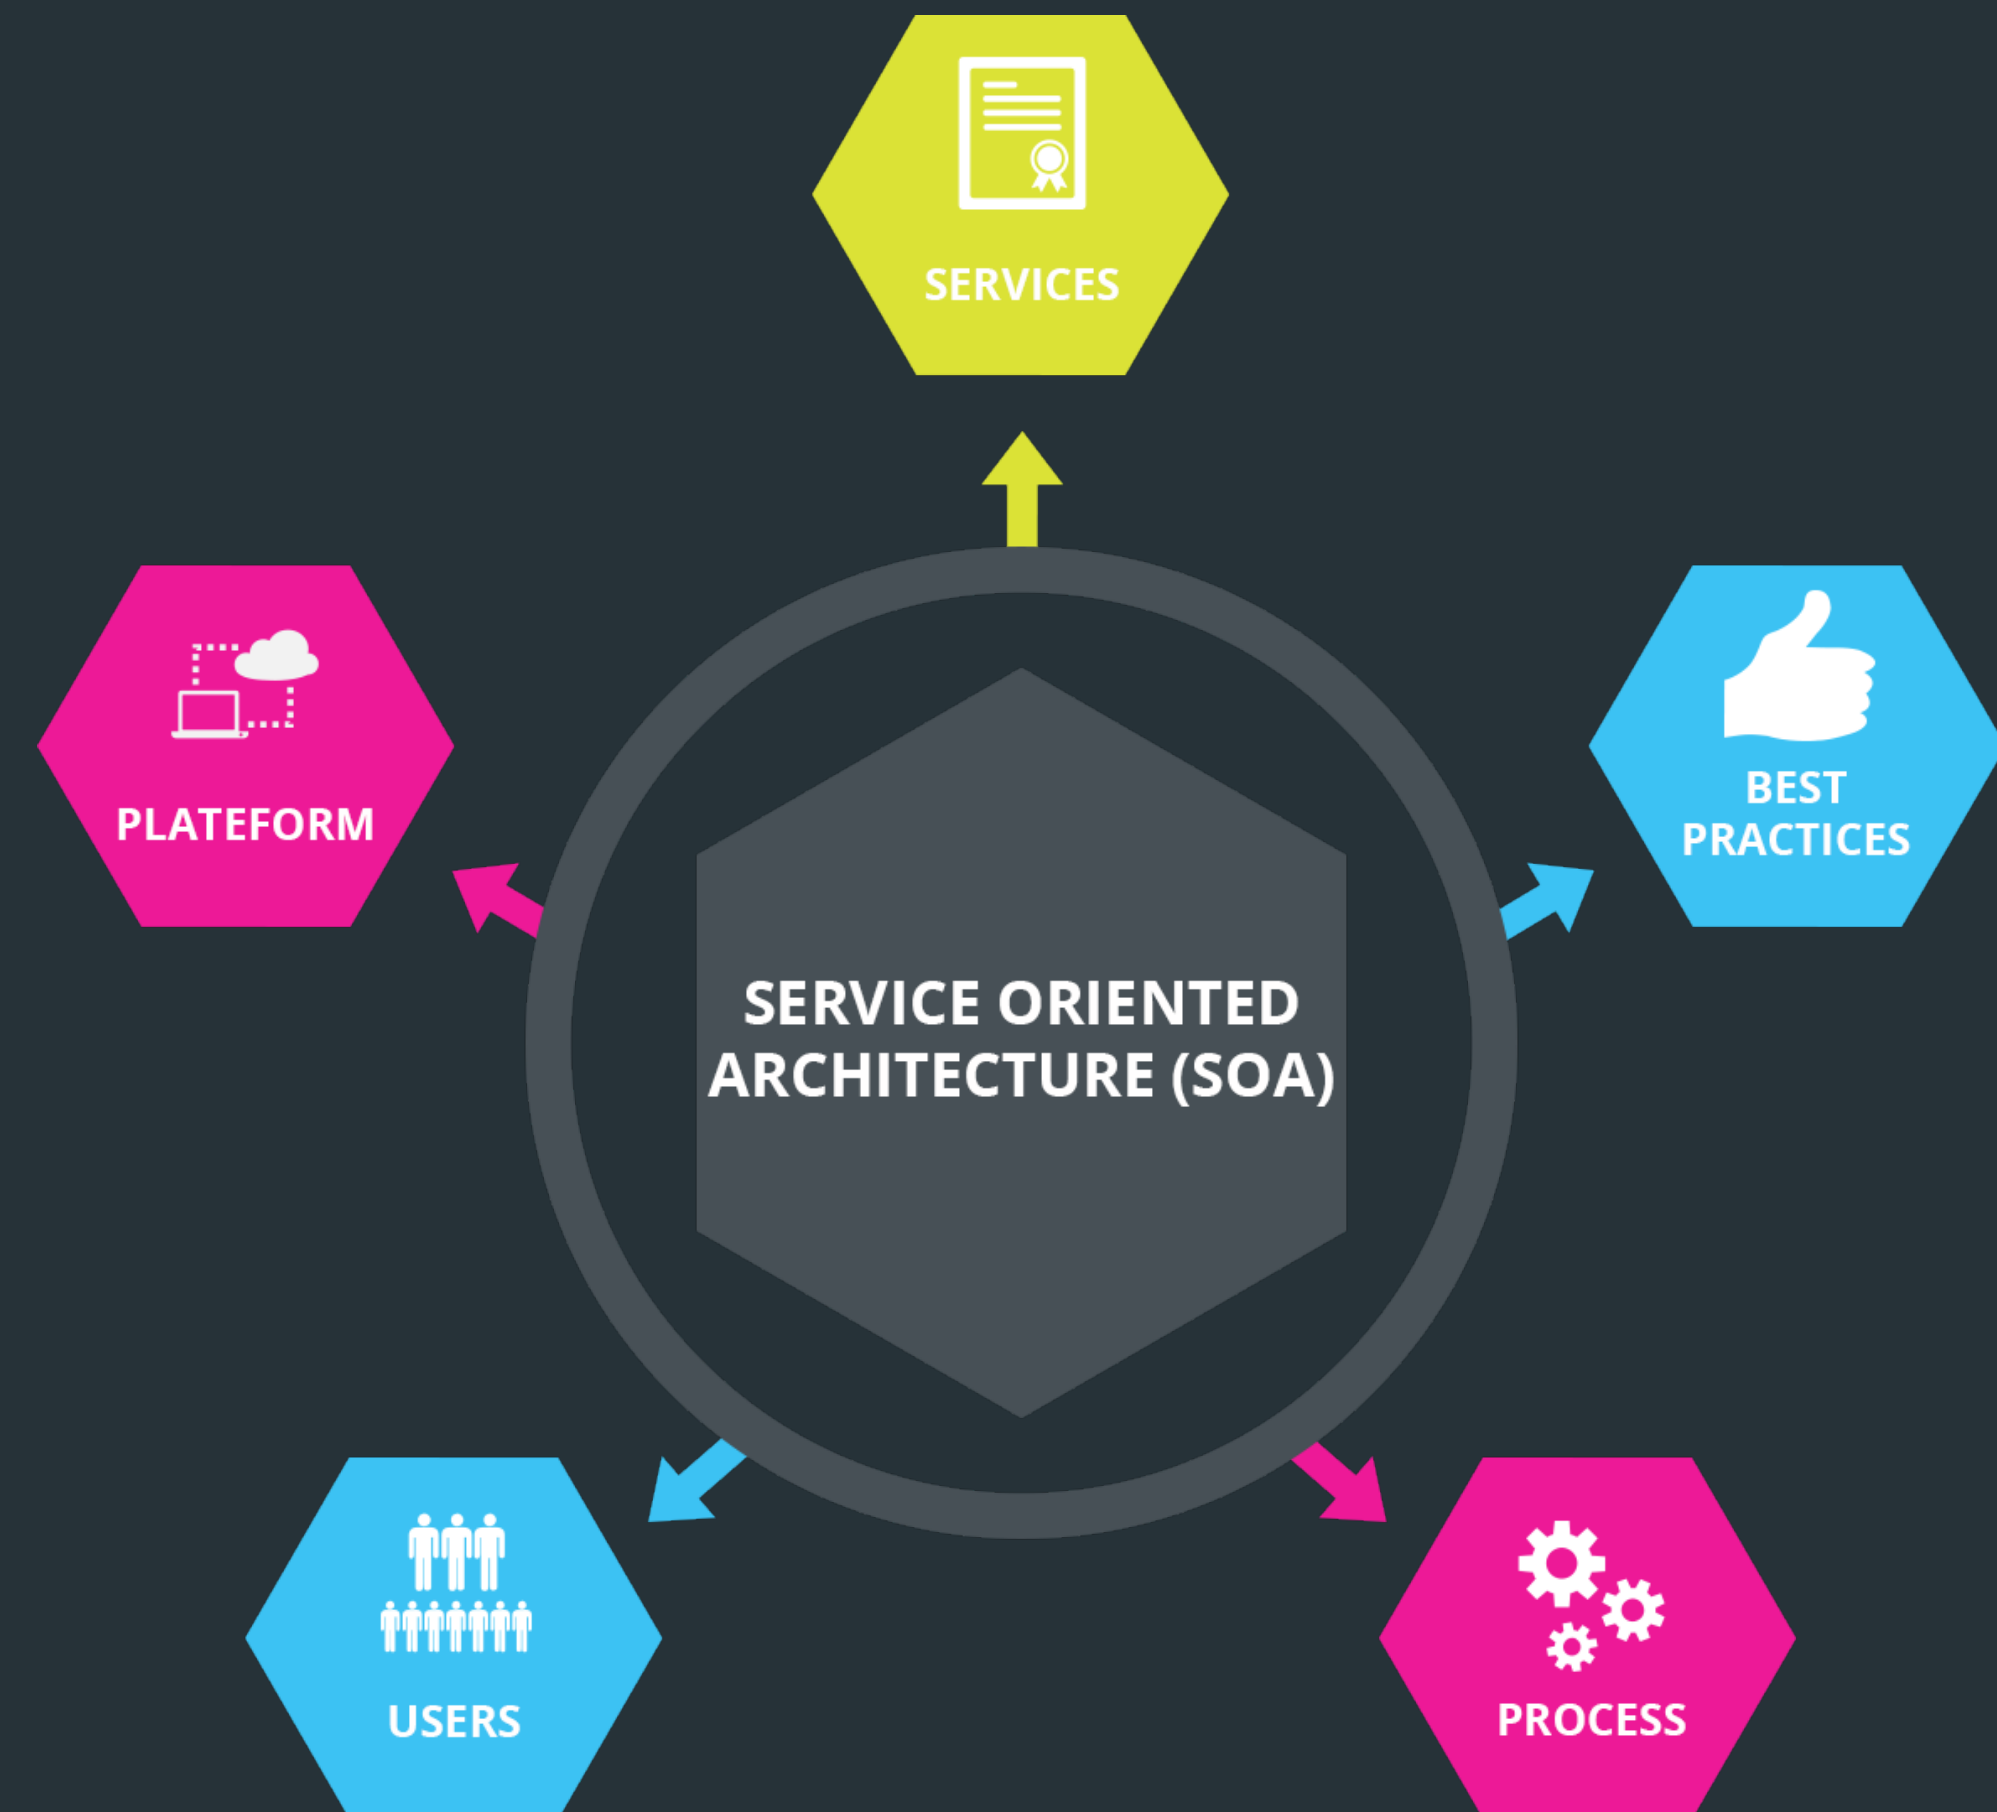 SERVICES
PLATEFORM
BEST
PRACTICES
SERVICE ORIENTED
ARCHITECTURE (SOA)
USERS
PROCESS